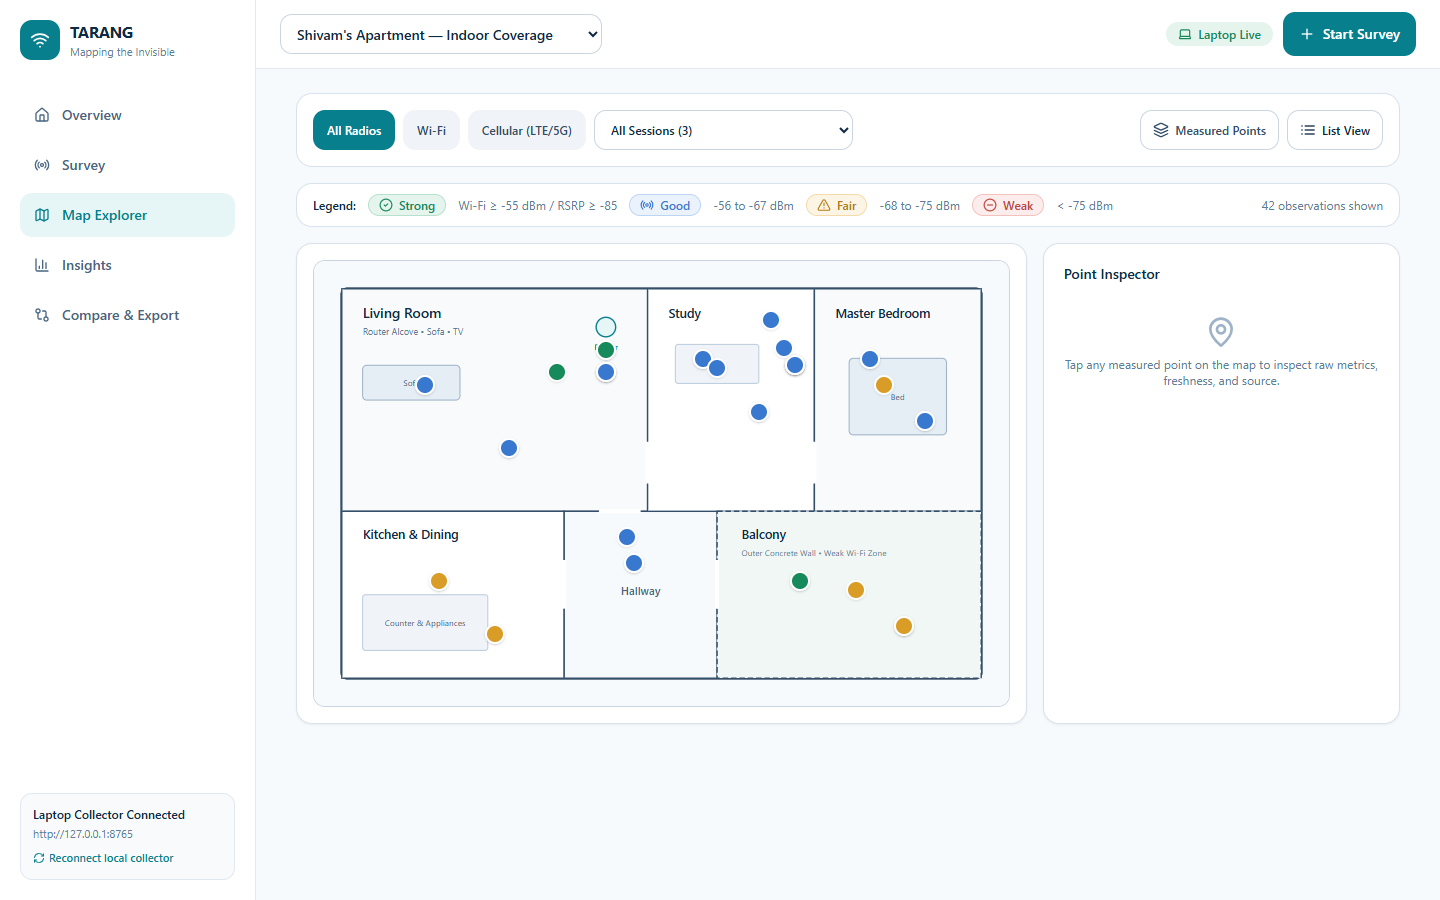 TARANG
Mapping the Invisible
Overview
Survey
Map Explorer
Insights
Compare & Export
Laptop Collector Connected
http://127.0.0.1:8765
Reconnect local collector
Shivam's Apartment — Indoor Coverage
Laptop Live
Start Survey
All Radios
Wi-Fi
Cellular (LTE/5G)
All Sessions (3)
Measured Points
List View
Legend: Strong Wi-Fi ≥ -55 dBm / RSRP ≥ -85 Good -56 to -67 dBm Fair -68 to -75 dBm Weak < -75 dBm 42 observations shown
Living Room
Router Alcove • Sofa • TV
Study
Master Bedroom
Bed
Kitchen & Dining
Counter & Appliances
Hallway
Balcony
Outer Concrete Wall • Weak Wi-Fi Zone
Point Inspector
Tap any measured point on the map to inspect raw metrics,
freshness, and source.